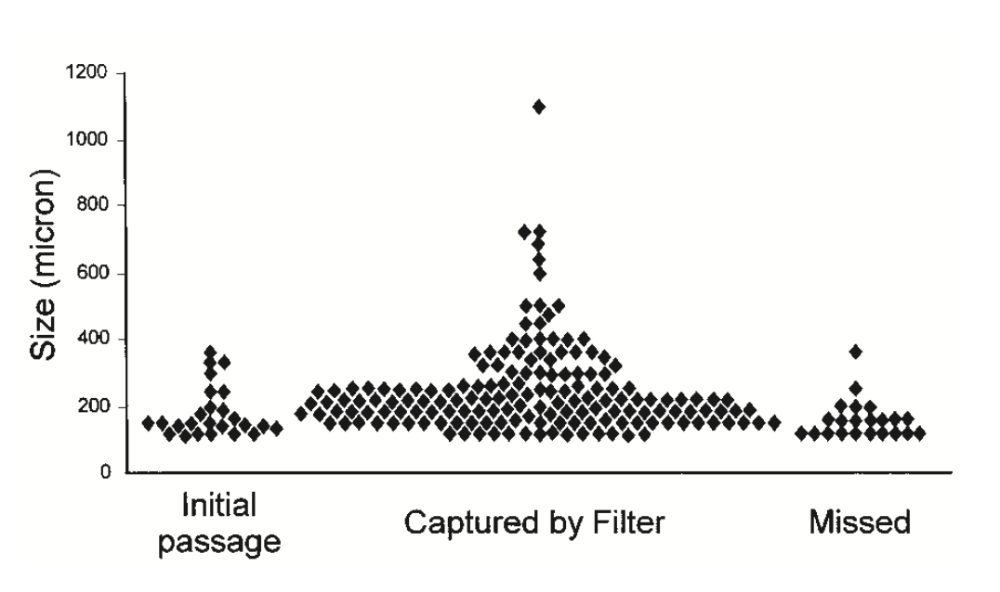 1200
1000
800
600
400
200
0
Size (micron)
Initial
passage
Captured by Filter
Missed